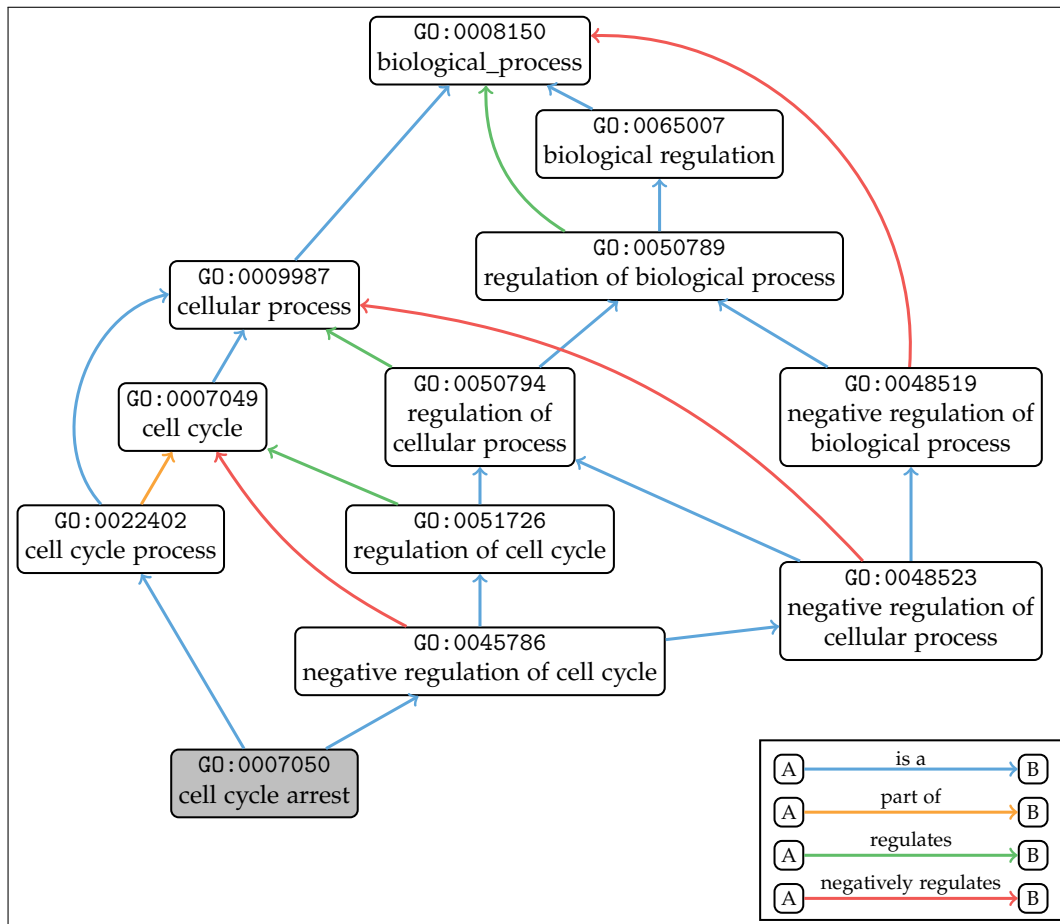 GO:0008150
biological_process
GO:0065007
biological regulation
GO:0050789
regulation of biological process
GO:0009987
cellular process
GO:0007049
cell cycle
GO:0050794
regulation of
cellular process
GO:0048519
negative regulation of
biological process
GO:0022402
cell cycle process
GO:0051726
regulation of cell cycle
GO:0048523
negative regulation of
cellular process
GO:0045786
negative regulation of cell cycle
GO:0007050
cell cycle arrest
A is a B
A part of B
A regulates B
A negatively regulates B